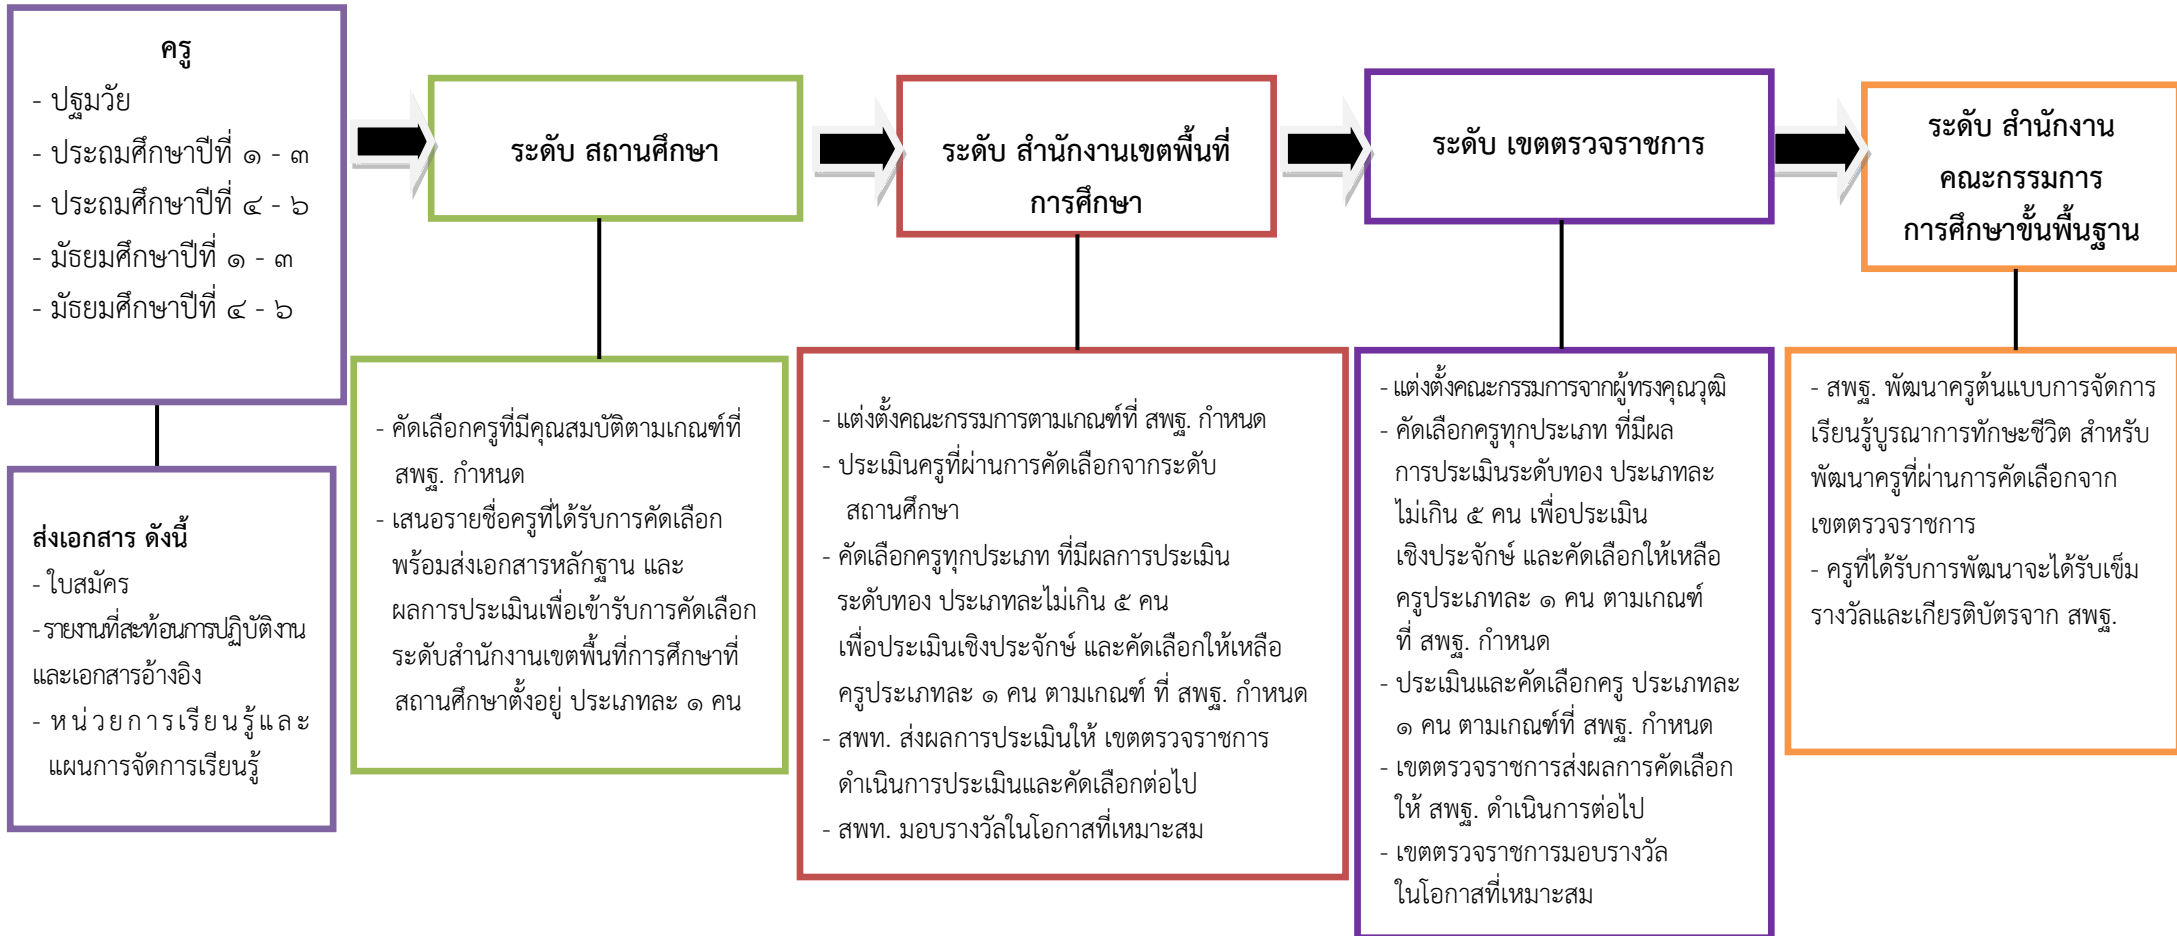 ครู
- ปฐมวัย
- ประถมศึกษาปีที่ ๑ - ๓
- ประถมศึกษาปีที่ ๔ - ๖
- มัธยมศึกษาปีที่ ๑ - ๓
- มัธยมศึกษาปีที่ ๔ - ๖
ส่งเอกสาร ดังนี้
- ใบสมัคร
- รายงานที่สะท้อนการปฏิบัติงาน
และเอกสารอ้างอิง
- หน่วยการเรียนรู้และ
แผนการจัดการเรียนรู้
ระดับ สถานศึกษา
- คัดเลือกครูที่มีคุณสมบัติตามเกณฑ์ที่
สพฐ. กำหนด
- เสนอรายชื่อครูที่ได้รับการคัดเลือก
พร้อมส่งเอกสารหลักฐาน และ
ผลการประเมินเพื่อเข้ารับการคัดเลือก
ระดับสำนักงานเขตพื้นที่การศึกษาที่
สถานศึกษาตั้งอยู่ ประเภทละ ๑ คน
ระดับ สำนักงานเขตพื้นที่
การศึกษา
- แต่งตั้งคณะกรรมการตามเกณฑ์ที่ สพฐ. กำหนด
- ประเมินครูที่ผ่านการคัดเลือกจากระดับ
สถานศึกษา
- คัดเลือกครูทุกประเภท ที่มีผลการประเมิน
ระดับทอง ประเภทละไม่เกิน ๕ คน
เพื่อประเมินเชิงประจักษ์ และคัดเลือกให้เหลือ
ครูประเภทละ ๑ คน ตามเกณฑ์ ที่ สพฐ. กำหนด
- สพท. ส่งผลการประเมินให้ เขตตรวจราชการ
ดำเนินการประเมินและคัดเลือกต่อไป
- สพท. มอบรางวัลในโอกาสที่เหมาะสม
ระดับ เขตตรวจราชการ
- แต่งตั้งคณะกรรมการจากผู้ทรงคุณวุฒิ
- คัดเลือกครูทุกประเภท ที่มีผล
การประเมินระดับทอง ประเภทละ
ไม่เกิน ๕ คน เพื่อประเมิน
เชิงประจักษ์ และคัดเลือกให้เหลือ
ครูประเภทละ ๑ คน ตามเกณฑ์
ที่ สพฐ. กำหนด
- ประเมินและคัดเลือกครู ประเภทละ
๑ คน ตามเกณฑ์ที่ สพฐ. กำหนด
- เขตตรวจราชการส่งผลการคัดเลือก
ให้ สพฐ. ดำเนินการต่อไป
- เขตตรวจราชการมอบรางวัล
ในโอกาสที่เหมาะสม
ระดับ สำนักงาน
คณะกรรมการ
การศึกษาขั้นพื้นฐาน
- สพฐ. พัฒนาครูต้นแบบการจัดการ
เรียนรู้บูรณาการทักษะชีวิต สำหรับ
พัฒนาครูที่ผ่านการคัดเลือกจาก
เขตตรวจราชการ
- ครูที่ได้รับการพัฒนาจะได้รับเข็ม
รางวัลและเกียรติบัตรจาก สพฐ.